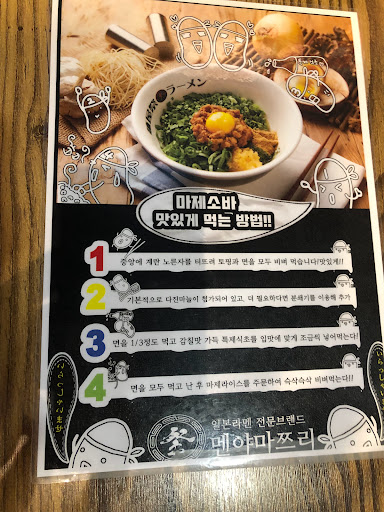 마제소바
맛있게 먹는 방법!!
1 중앙에 계란 노른자를 터뜨려 토핑과 면을 모두 비벼 먹습니다!맛있게!!
2 기본적으로 다진마늘이 첨가되어 있고, 더 필요하다면 분쇄기를 이용해 추가
3 면을 1/3정도 먹고 감칠맛 가득 특제식초를 입맛에 맞게 조금씩 넣어먹는다!
4 면을 모두 먹고 난 후 마제라이스를 주문하여 슥삭슥삭 비벼먹는다!!
일본라멘 전문브랜드
멘야마쯔리